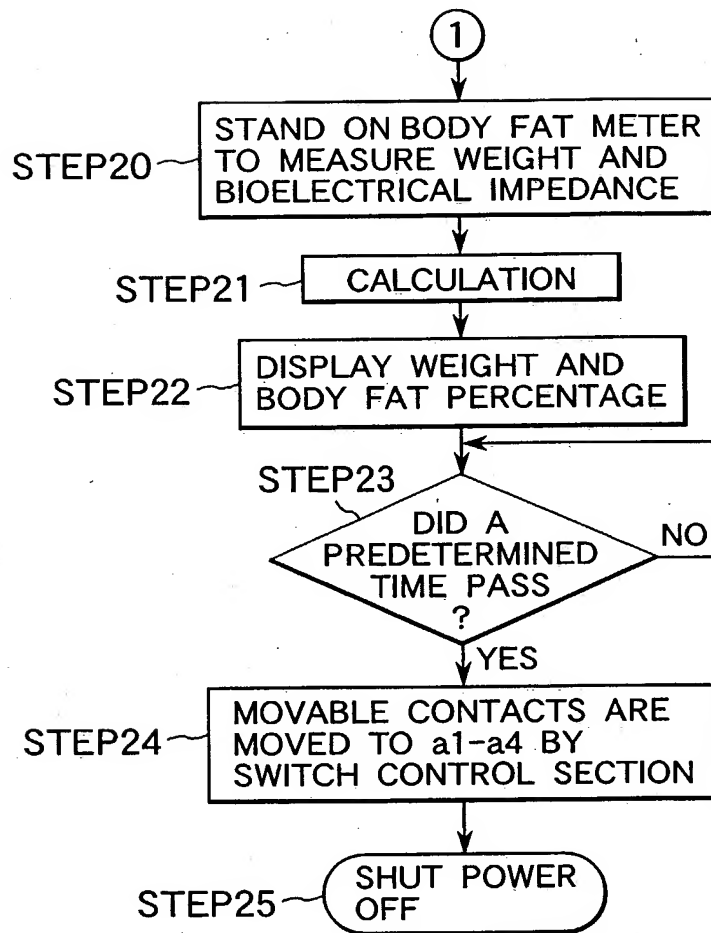 1
STEP20
STAND ON BODY FAT METER
TO MEASURE WEIGHT AND
BIOELECTRICAL IMPEDANCE
STEP21
CALCULATION
STEP22
DISPLAY WEIGHT AND
BODY FAT PERCENTAGE
STEP23
DID A
PREDETERMINED
TIME PASS
?
NO
YES
STEP24
MOVABLE CONTACTS ARE
MOVED TO a1-a4 BY
SWITCH CONTROL SECTION
STEP25
SHUT POWER
OFF